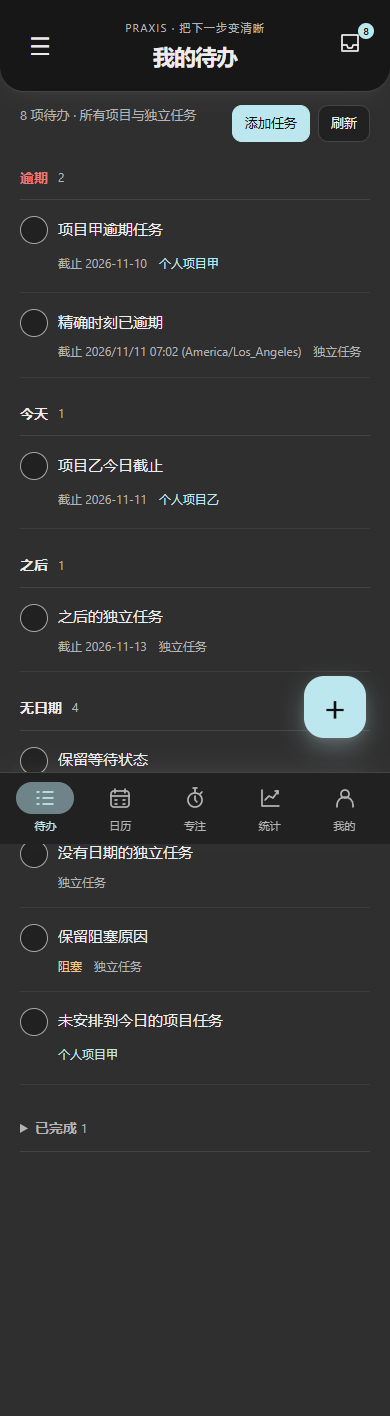 PRAXIS · 把下一步变清晰
我的待办
8
8 项待办 · 所有项目与独立任务
添加任务
刷新
逾期 2
项目甲逾期任务
截止 2026-11-10 个人项目甲
精确时刻已逾期
截止 2026/11/11 07:02 (America/Los_Angeles) 独立任务
今天 1
项目乙今日截止
截止 2026-11-11 个人项目乙
之后 1
之后的独立任务
截止 2026-11-13 独立任务
无日期 4
保留等待状态
待办
日历
专注
统计
我的
没有日期的独立任务
独立任务
保留阻塞原因
阻塞 独立任务
未安排到今日的项目任务
个人项目甲
已完成 1